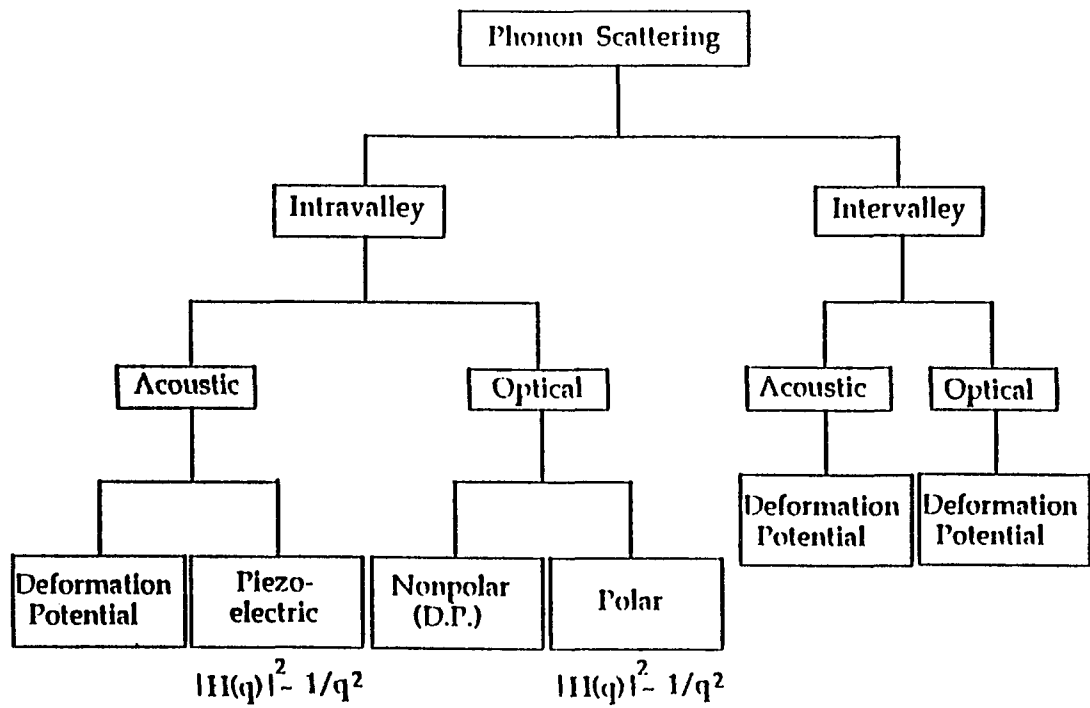 Phonon Scattering
Intravalley
Intervalley
Acoustic
Optical
Acoustic
Optical
Deformation
Potential
Deformation
Potential
Deformation
Potential
Piezo-
electric
Nonpolar
(D.P.)
Polar
|H(q)|² ~ 1/q²
|H(q)|² ~ 1/q²